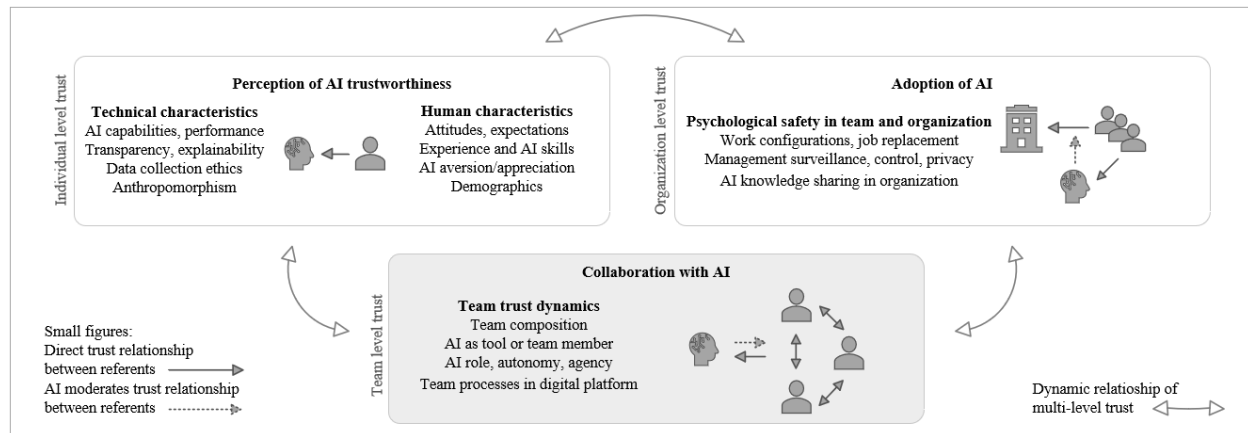 Individual level trust
Perception of AI trustworthiness
Technical characteristics
AI capabilities, performance
Transparency, explainability
Data collection ethics
Anthropomorphism
Human characteristics
Attitudes, expectations
Experience and AI skills
AI aversion/appreciation
Demographics
Organization level trust
Adoption of AI
Psychological safety in team and organization
Work configurations, job replacement
Management surveillance, control, privacy
AI knowledge sharing in organization
Team level trust
Collaboration with AI
Team trust dynamics
Team composition
AI as tool or team member
AI role, autonomy, agency
Team processes in digital platform
Small figures:
Direct trust relationship
between referents
AI moderates trust relationship
between referents
Dynamic relatioship of
multi-level trust